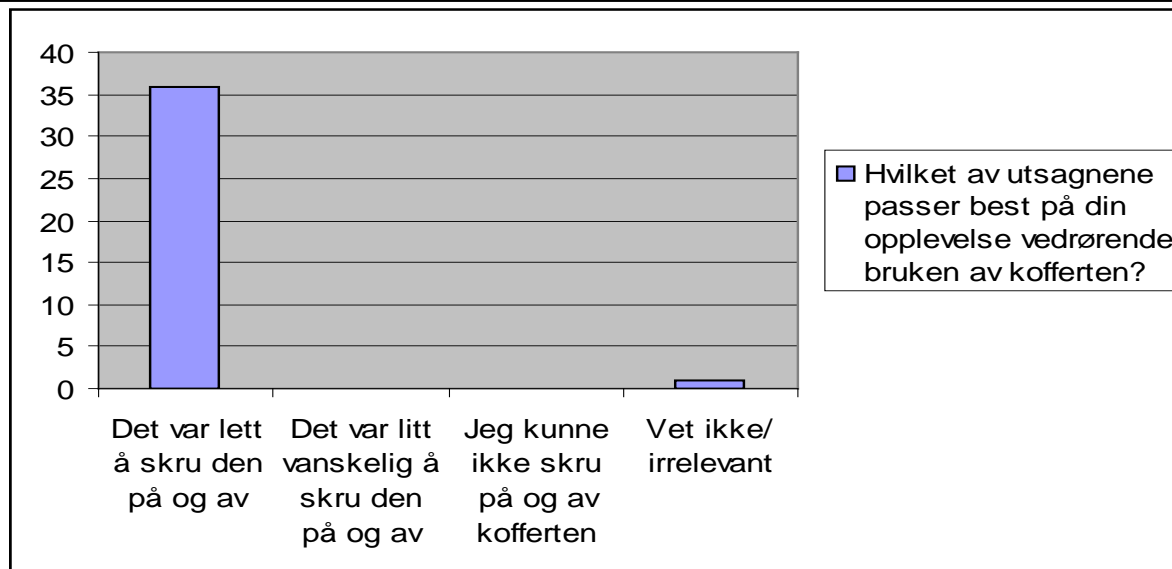 40
35
30
25
20
15
10
5
0
Det var lett
å skru den
på og av
Det var litt
vanskelig å
skru den
på og av
Jeg kunne
ikke skru
på og av
kofferten
Vet ikke/
irrelevant
Hvilket av utsagnene
passer best på din
opplevelse vedrørende
bruken av kofferten?